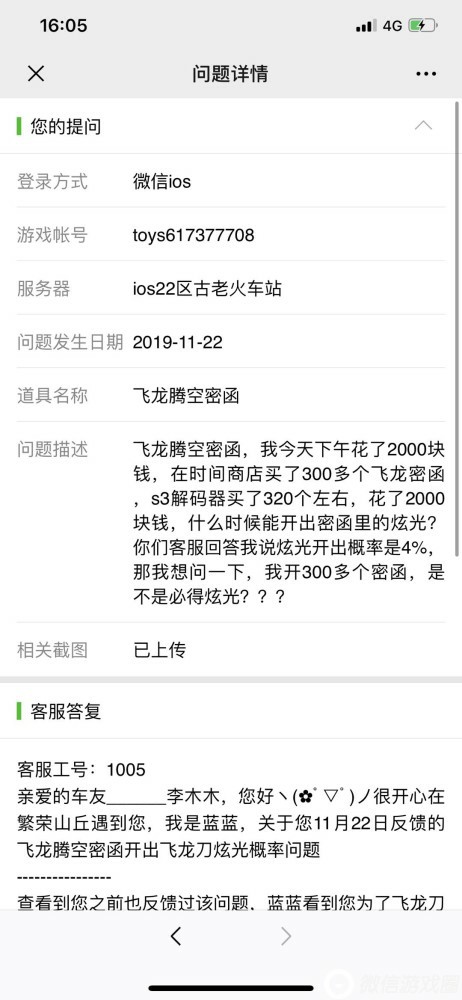 16:05
4G
问题详情
您的提问
登录方式 微信ios
游戏帐号 toys617377708
服务器 ios22区古老火车站
问题发生日期 2019-11-22
道具名称 飞龙腾空密函
问题描述 飞龙腾空密函，我今天下午花了2000块
钱，在时间商店买了300多个飞龙密函
，s3解码器买了320个左右，花了2000
块钱，什么时候能开出密函里的炫光？
你们客服回答我说炫光开出概率是4%，
那我想问一下，我开300多个密函，是
不是必得炫光？？？
相关截图 已上传
客服答复
客服工号：1005
亲爱的车友______李木木，您好ヽ(✿ﾟ▽ﾟ)ノ很开心在
繁荣山丘遇到您，我是蓝蓝，关于您11月22日反馈的
飞龙腾空密函开出飞龙刀炫光概率问题
----------------
查看到您之前也反馈过该问题，蓝蓝看到您为了飞龙刀
微信游戏圈